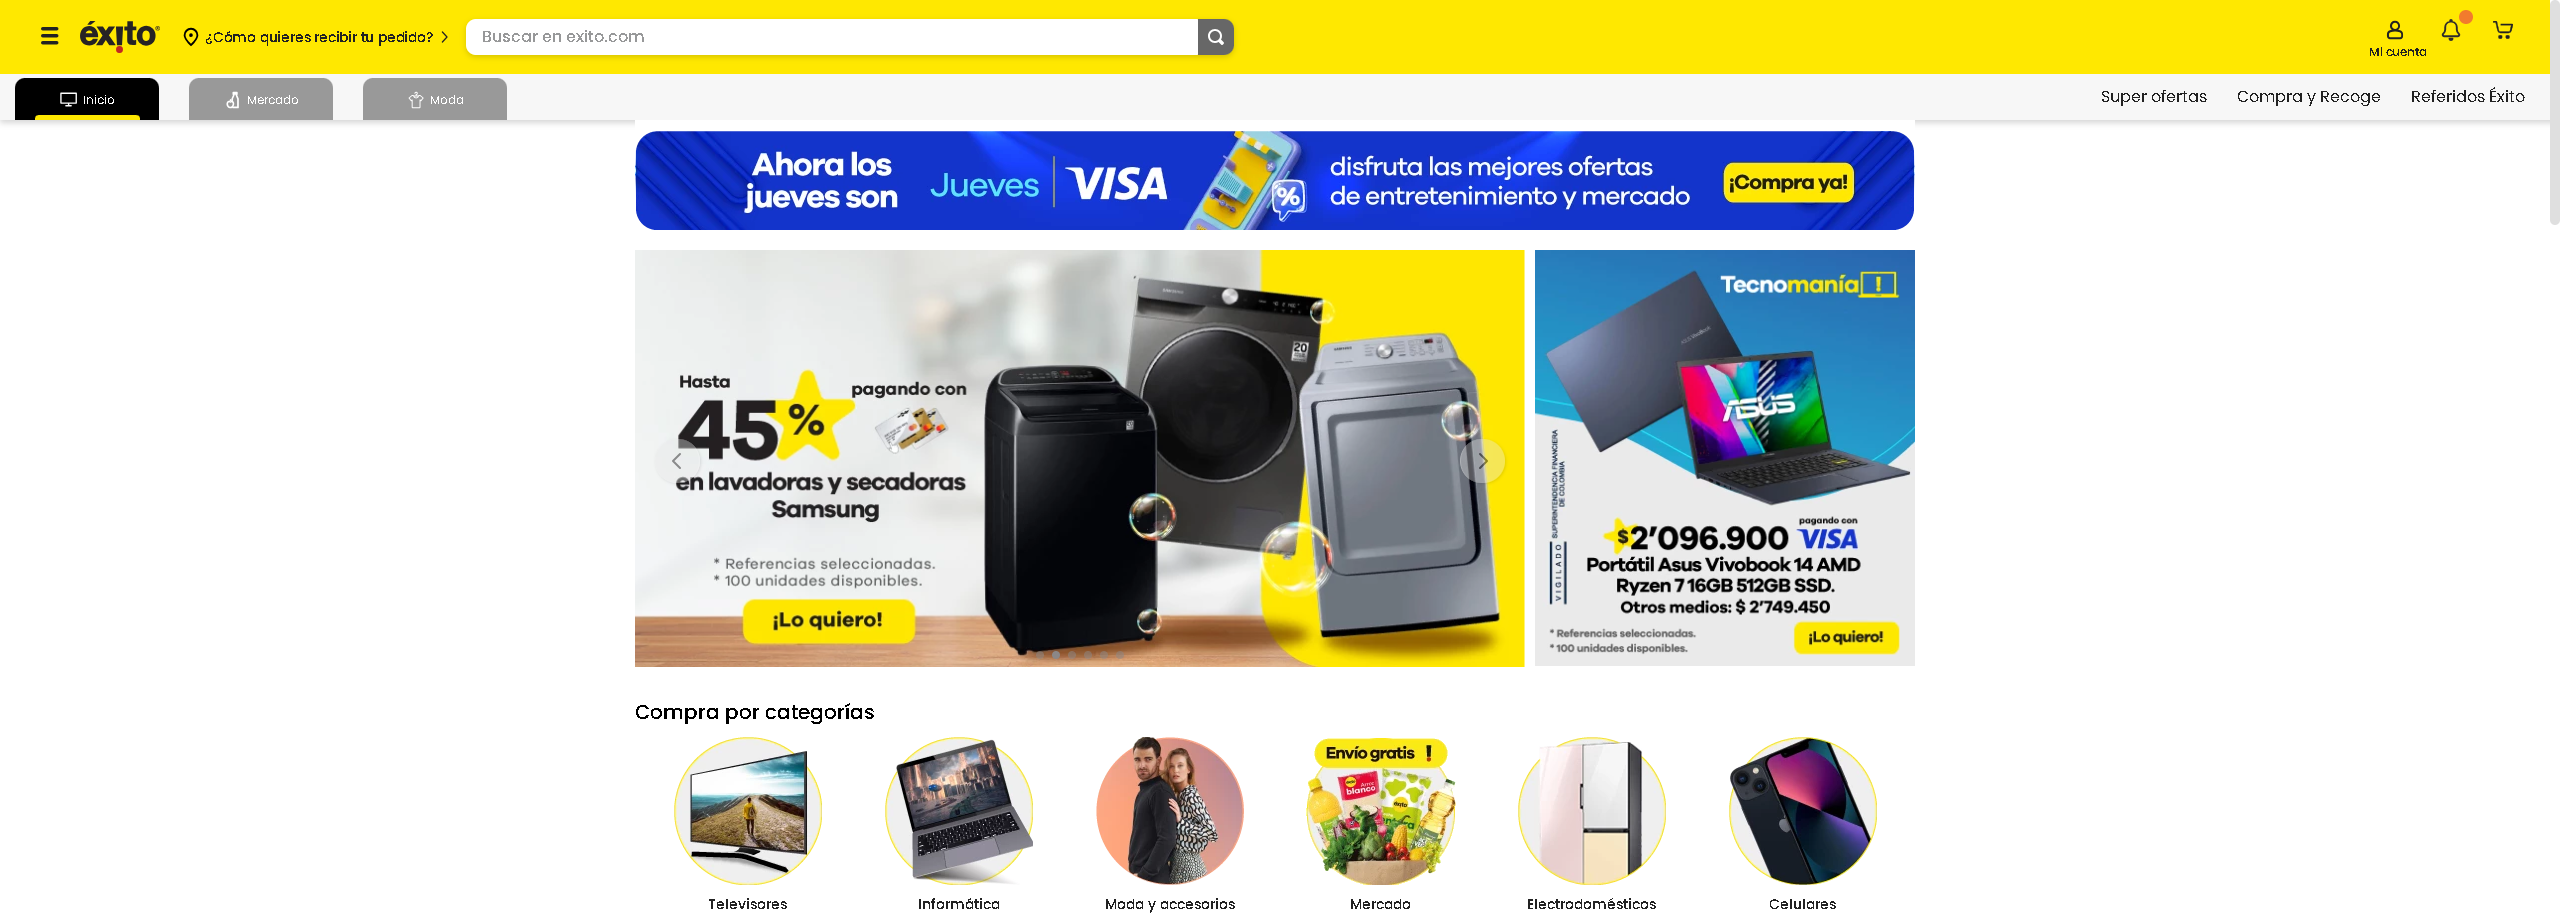 éxito
¿Cómo quieres recibir tu pedido?
Buscar en exito.com
Mi cuenta
Inicio
Mercado
Moda
Super ofertas
Compra y Recoge
Referidos Éxito
Ahora los
jueves son
Jueves
VISA
%
disfruta las mejores ofertas
de entretenimiento y mercado
¡Compra ya!
Hasta
45%
pagando con
en lavadoras y secadoras
Samsung
* Referencias seleccionadas.
* 100 unidades disponibles.
¡Lo quiero!
20
Tecnomanía!
ASUS
VIGILADO SUPERINTENDENCIA FINANCIERA
DE COLOMBIA
pagando con
$2'096.900 VISA
Portátil Asus Vivobook 14 AMD
Ryzen 7 16GB 512GB SSD.
Otros medios: $ 2'749.450
* Referencias seleccionadas.
* 100 unidades disponibles.
¡Lo quiero!
Compra por categorías
Envío gratis !
blanco
éxito
Televisores
Informática
Moda y accesorios
Mercado
Electrodomésticos
Celulares